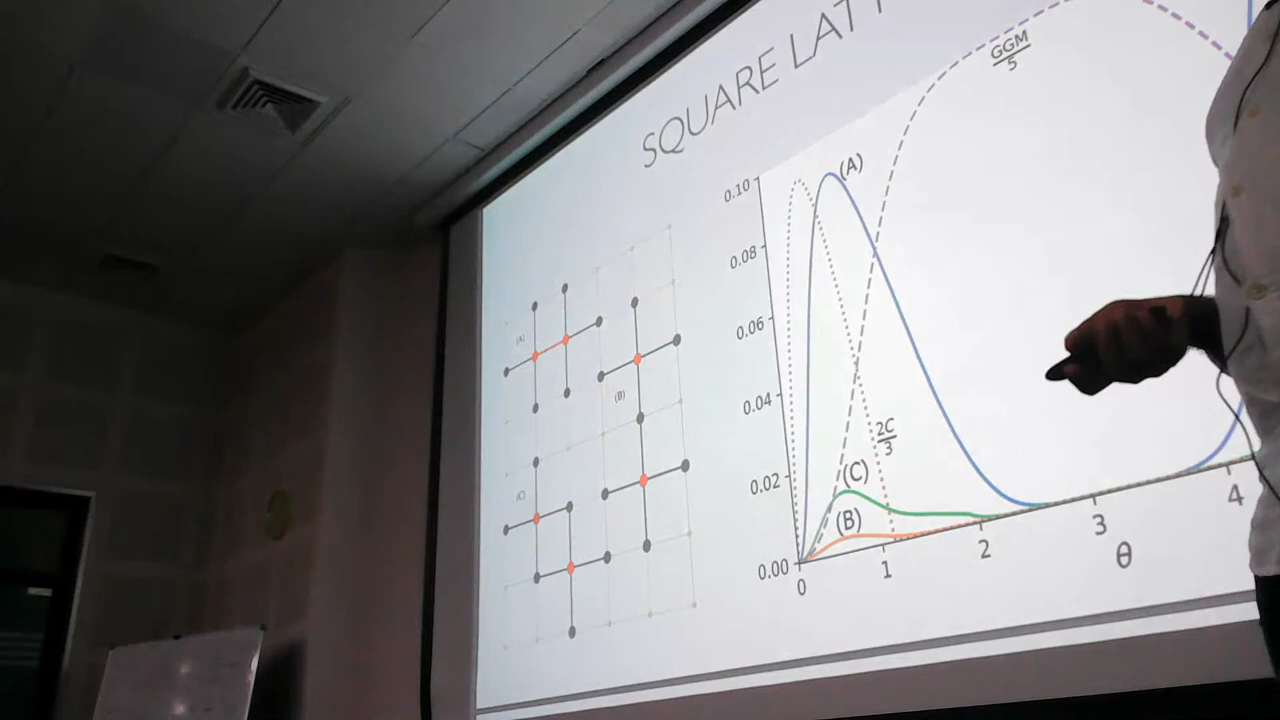 SQUARE LATT
GGM
5
(A)
0.10
0.08
0.06
0.04
0.02
0.00
2C
3
(C)
(B)
0
1
2
3
4
θ
(A)
(B)
(C)